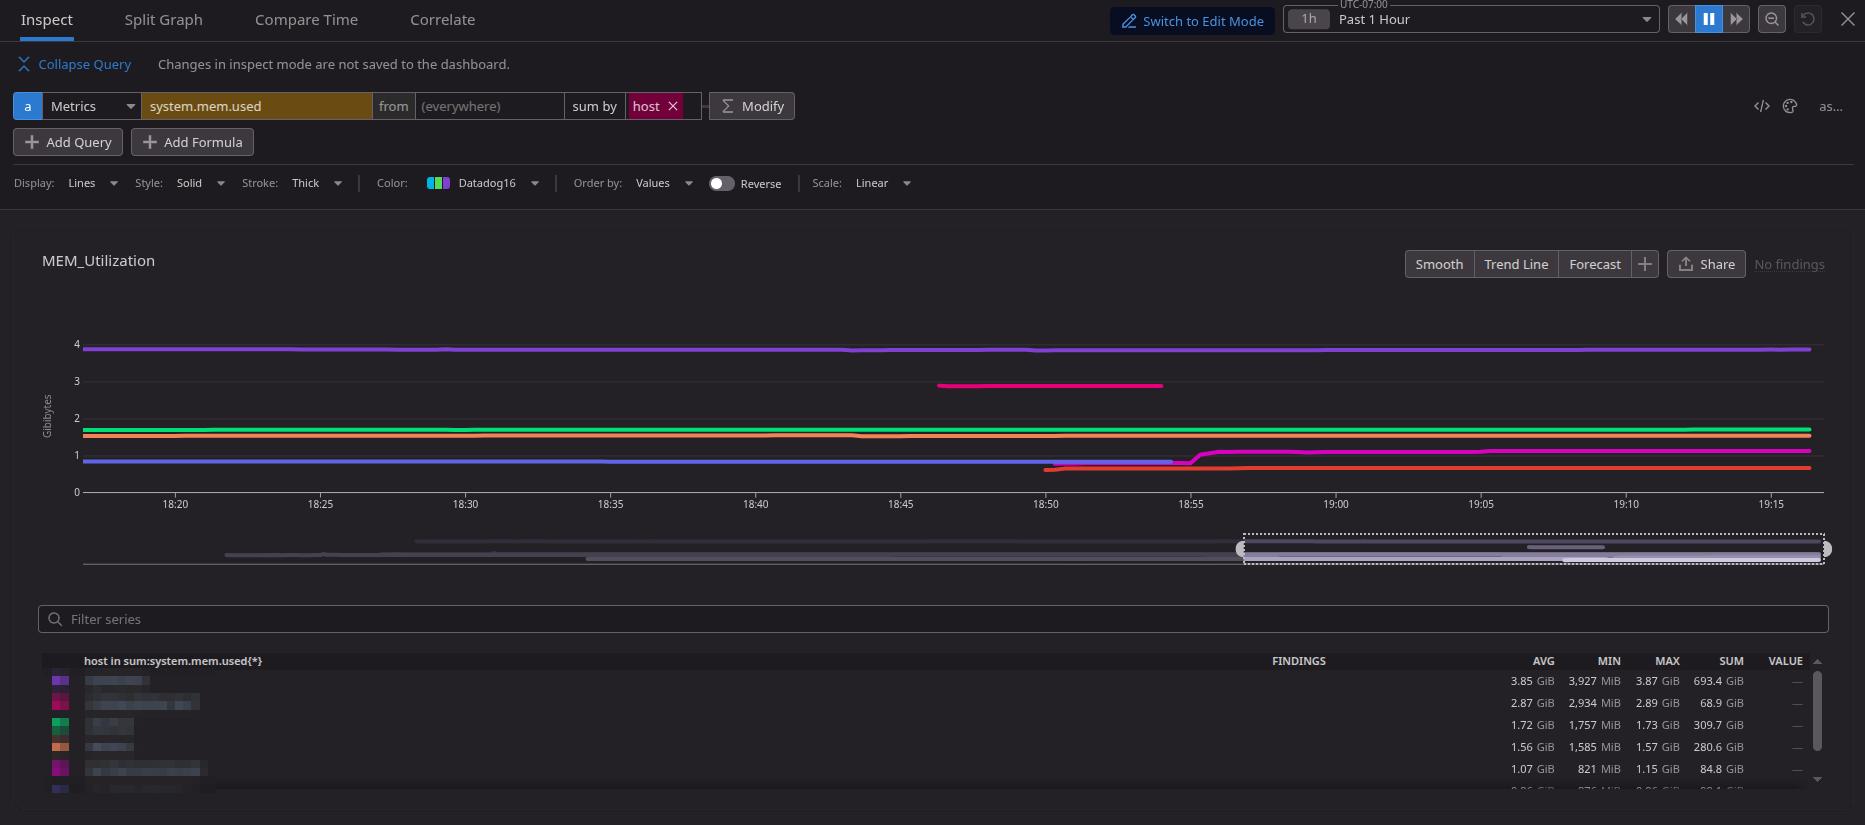 Inspect Split Graph Compare Time Correlate Switch to Edit Mode 1h UTC-07:00 Past 1 Hour
Collapse Query Changes in inspect mode are not saved to the dashboard.
a Metrics system.mem.used from (everywhere) sum by host × Σ Modify </> as...
+ Add Query + Add Formula
Display: Lines Style: Solid Stroke: Thick Color: Datadog16 Order by: Values Reverse Scale: Linear
MEM_Utilization Smooth Trend Line Forecast + Share No findings
Gibibytes
4
3
2
1
0
18:20 18:25 18:30 18:35 18:40 18:45 18:50 18:55 19:00 19:05 19:10 19:15
Filter series
host in sum:system.mem.used{*} FINDINGS AVG MIN MAX SUM VALUE
3.85 GiB 3,927 MiB 3.87 GiB 693.4 GiB —
2.87 GiB 2,934 MiB 2.89 GiB 68.9 GiB —
1.72 GiB 1,757 MiB 1.73 GiB 309.7 GiB —
1.56 GiB 1,585 MiB 1.57 GiB 280.6 GiB —
1.07 GiB 821 MiB 1.15 GiB 84.8 GiB —